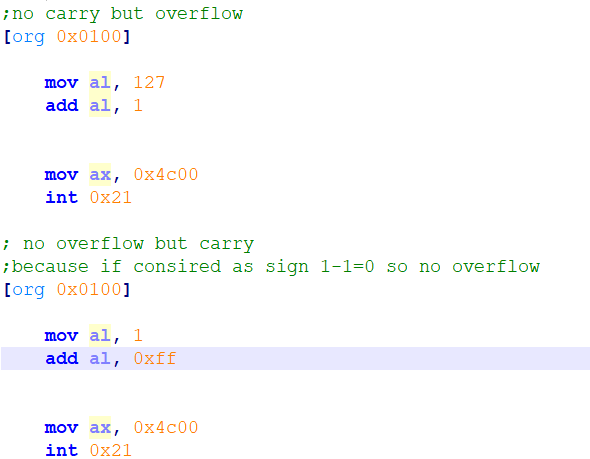 ;no carry but overflow
[org 0x0100]
mov al, 127
add al, 1
mov ax, 0x4c00
int 0x21
; no overflow but carry
;because if consired as sign 1-1=0 so no overflow
[org 0x0100]
mov al, 1
add al, 0xff
mov ax, 0x4c00
int 0x21